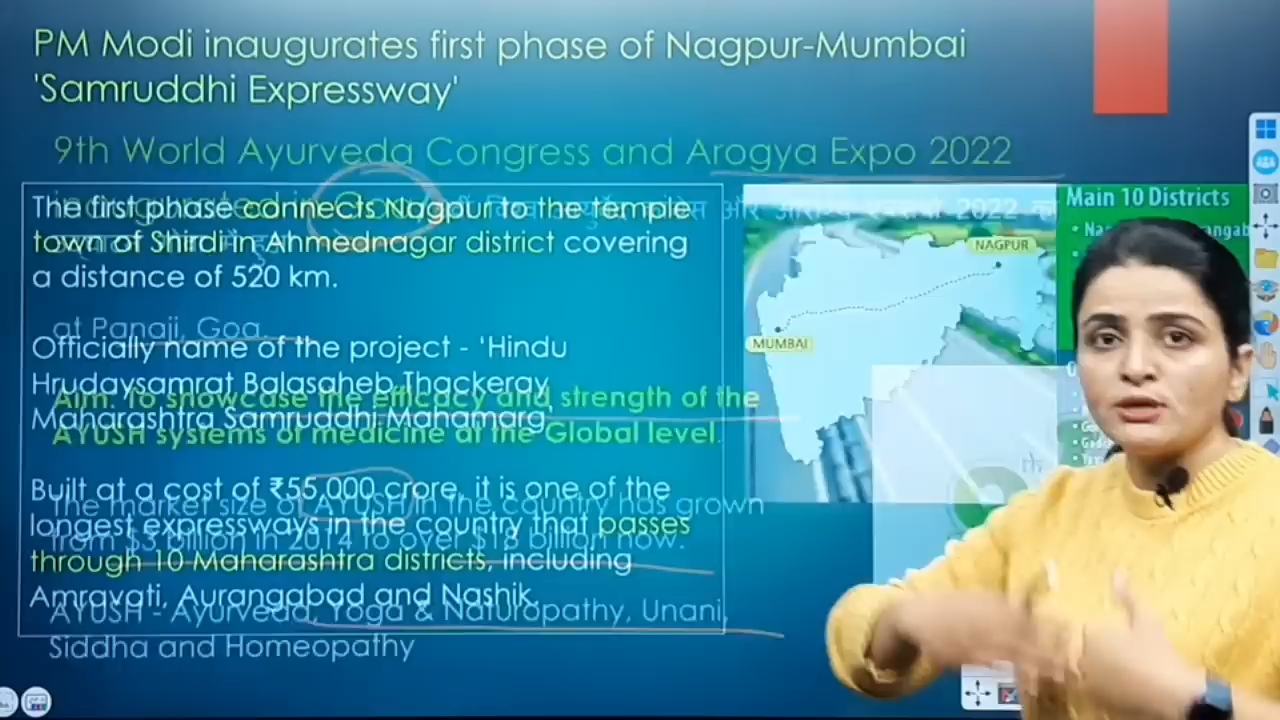 PM Modi inaugurates first phase of Nagpur-Mumbai
'Samruddhi Expressway'
9th World Ayurveda Congress and Arogya Expo 2022
The first phase connects Nagpur to the temple
town of Shirdi in Ahmednagar district covering
a distance of 520 km.
at Panaji, Goa.
Officially name of the project - 'Hindu
Hrudaysamrat Balasaheb Thackeray
Maharashtra Samruddhi Mahamarg
Aim: To showcase the efficacy and strength of the
AYUSH systems of medicine at the Global level.
Built at a cost of ₹55,000 crore, it is one of the
longest expressways in the country that passes
through 10 Maharashtra districts, including
Amravati, Aurangabad and Nashik.
The market size of AYUSH in the country has grown
from $3 billion in 2014 to over $18 billion now.
AYUSH - Ayurveda, Yoga & Naturopathy, Unani,
Siddha and Homeopathy
NAGPUR
MUMBAI
Main 10 Districts